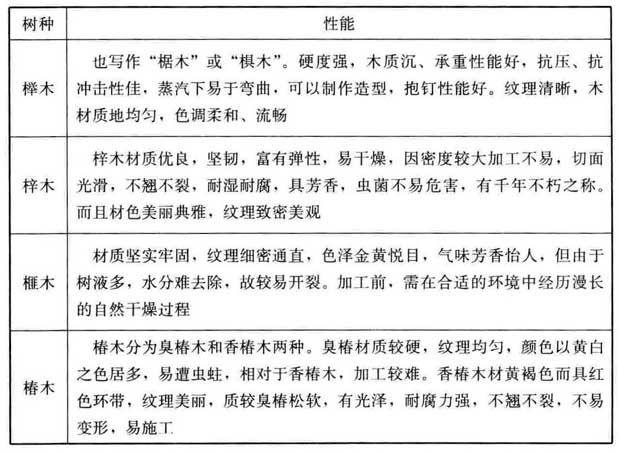 树种 性能
榉木
也写作“椐木”或“椇木”。硬度强，木质沉、承重性能好，抗压、抗
冲击性佳，蒸汽下易于弯曲，可以制作造型，抱钉性能好。纹理清晰，木
材质地均匀，色调柔和、流畅
梓木
梓木材质优良，坚韧，富有弹性，易干燥，因密度较大加工不易，切面
光滑，不翘不裂，耐湿耐腐，具芳香，虫菌不易危害，有千年不朽之称。
而且材色美丽典雅，纹理致密美观
榧木
材质坚实牢固，纹理细密通直，色泽金黄悦目，气味芳香怡人，但由于
树液多，水分难去除，故较易开裂。加工前，需在合适的环境中经历漫长
的自然干燥过程
椿木
椿木分为臭椿木和香椿木两种。臭椿材质较硬，纹理均匀，颜色以黄白
之色居多，易遭虫蛀，相对于香椿木，加工较难。香椿木材黄褐色而具红
色环带，纹理美丽，质较臭椿松软，有光泽，耐腐力强，不翘不裂，不易
变形，易施工